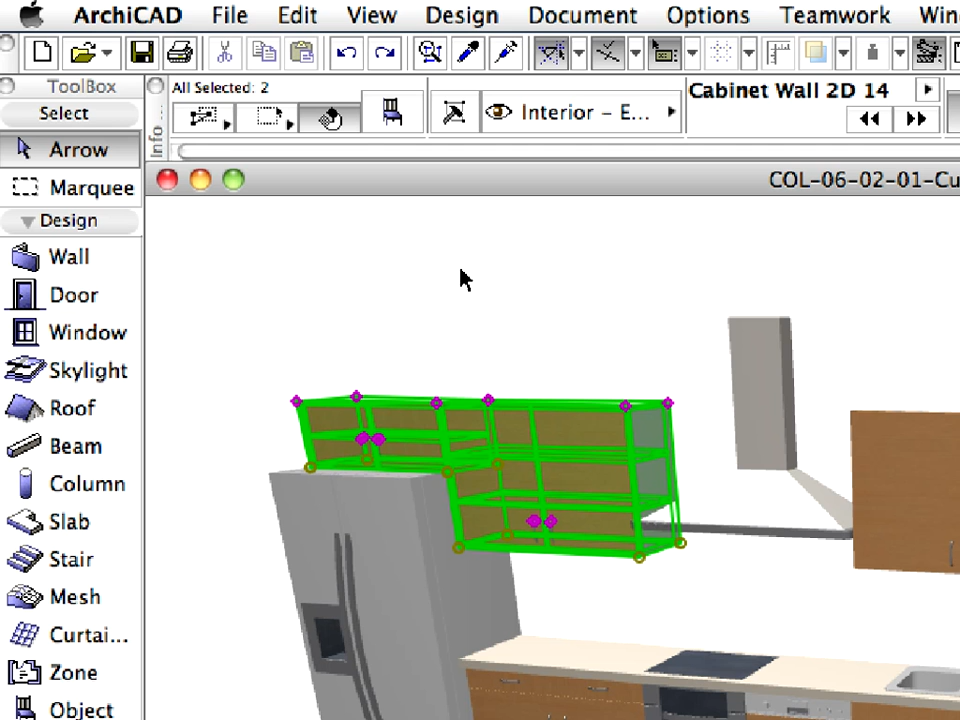 ArchiCAD File Edit View Design Document Options Teamwork Win
ToolBox
All Selected: 2
Select
Cabinet Wall 2D 14
Interior - E...
Info
Arrow
Marquee
COL-06-02-01-Cu
Design
Wall
Door
Window
Skylight
Roof
Beam
Column
Slab
Stair
Mesh
Curtai...
Zone
Object